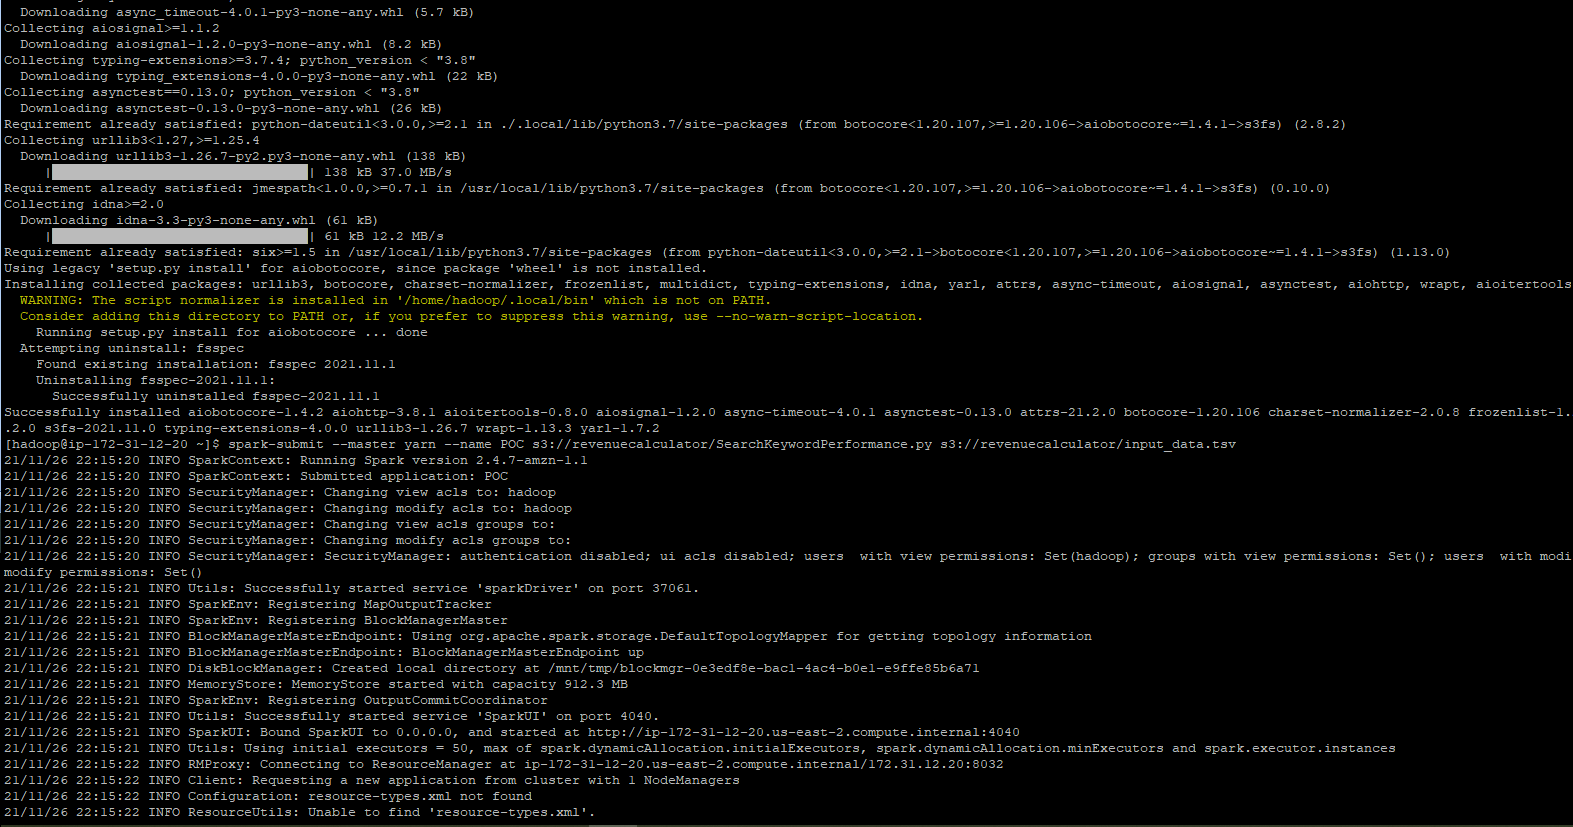 Downloading async_timeout-4.0.1-py3-none-any.whl (5.7 kB)
Collecting aiosignal>=1.1.2
Downloading aiosignal-1.2.0-py3-none-any.whl (8.2 kB)
Collecting typing-extensions>=3.7.4; python_version < "3.8"
Downloading typing_extensions-4.0.0-py3-none-any.whl (22 kB)
Collecting asynctest==0.13.0; python_version < "3.8"
Downloading asynctest-0.13.0-py3-none-any.whl (26 kB)
Requirement already satisfied: python-dateutil<3.0.0,>=2.1 in ./.local/lib/python3.7/site-packages (from botocore<1.20.107,>=1.20.106->aiobotocore~=1.4.1->s3fs) (2.8.2)
Collecting urllib3<1.27,>=1.25.4
Downloading urllib3-1.26.7-py2.py3-none-any.whl (138 kB)
| | 138 kB 37.0 MB/s
Requirement already satisfied: jmespath<1.0.0,>=0.7.1 in /usr/local/lib/python3.7/site-packages (from botocore<1.20.107,>=1.20.106->aiobotocore~=1.4.1->s3fs) (0.10.0)
Collecting idna>=2.0
Downloading idna-3.3-py3-none-any.whl (61 kB)
| | 61 kB 12.2 MB/s
Requirement already satisfied: six>=1.5 in /usr/local/lib/python3.7/site-packages (from python-dateutil<3.0.0,>=2.1->botocore<1.20.107,>=1.20.106->aiobotocore~=1.4.1->s3fs) (1.13.0)
Using legacy 'setup.py install' for aiobotocore, since package 'wheel' is not installed.
Installing collected packages: urllib3, botocore, charset-normalizer, frozenlist, multidict, typing-extensions, idna, yarl, attrs, async-timeout, aiosignal, asynctest, aiohttp, wrapt, aioitertools
WARNING: The script normalizer is installed in '/home/hadoop/.local/bin' which is not on PATH.
Consider adding this directory to PATH or, if you prefer to suppress this warning, use --no-warn-script-location.
Running setup.py install for aiobotocore ... done
Attempting uninstall: fsspec
Found existing installation: fsspec 2021.11.1
Uninstalling fsspec-2021.11.1:
Successfully uninstalled fsspec-2021.11.1
Successfully installed aiobotocore-1.4.2 aiohttp-3.8.1 aioitertools-0.8.0 aiosignal-1.2.0 async-timeout-4.0.1 asynctest-0.13.0 attrs-21.2.0 botocore-1.20.106 charset-normalizer-2.0.8 frozenlist-1.
.2.0 s3fs-2021.11.0 typing-extensions-4.0.0 urllib3-1.26.7 wrapt-1.13.3 yarl-1.7.2
[hadoop@ip-172-31-12-20 ~]$ spark-submit --master yarn --name POC s3://revenuecalculator/SearchKeywordPerformance.py s3://revenuecalculator/input_data.tsv
21/11/26 22:15:20 INFO SparkContext: Running Spark version 2.4.7-amzn-1.1
21/11/26 22:15:20 INFO SparkContext: Submitted application: POC
21/11/26 22:15:20 INFO SecurityManager: Changing view acls to: hadoop
21/11/26 22:15:20 INFO SecurityManager: Changing modify acls to: hadoop
21/11/26 22:15:20 INFO SecurityManager: Changing view acls groups to:
21/11/26 22:15:20 INFO SecurityManager: Changing modify acls groups to:
21/11/26 22:15:20 INFO SecurityManager: SecurityManager: authentication disabled; ui acls disabled; users  with view permissions: Set(hadoop); groups with view permissions: Set(); users  with modi
modify permissions: Set()
21/11/26 22:15:21 INFO Utils: Successfully started service 'sparkDriver' on port 37061.
21/11/26 22:15:21 INFO SparkEnv: Registering MapOutputTracker
21/11/26 22:15:21 INFO SparkEnv: Registering BlockManagerMaster
21/11/26 22:15:21 INFO BlockManagerMasterEndpoint: Using org.apache.spark.storage.DefaultTopologyMapper for getting topology information
21/11/26 22:15:21 INFO BlockManagerMasterEndpoint: BlockManagerMasterEndpoint up
21/11/26 22:15:21 INFO DiskBlockManager: Created local directory at /mnt/tmp/blockmgr-0e3edf8e-bac1-4ac4-b0e1-e9ffe85b6a71
21/11/26 22:15:21 INFO MemoryStore: MemoryStore started with capacity 912.3 MB
21/11/26 22:15:21 INFO SparkEnv: Registering OutputCommitCoordinator
21/11/26 22:15:21 INFO Utils: Successfully started service 'SparkUI' on port 4040.
21/11/26 22:15:21 INFO SparkUI: Bound SparkUI to 0.0.0.0, and started at http://ip-172-31-12-20.us-east-2.compute.internal:4040
21/11/26 22:15:21 INFO Utils: Using initial executors = 50, max of spark.dynamicAllocation.initialExecutors, spark.dynamicAllocation.minExecutors and spark.executor.instances
21/11/26 22:15:22 INFO RMProxy: Connecting to ResourceManager at ip-172-31-12-20.us-east-2.compute.internal/172.31.12.20:8032
21/11/26 22:15:22 INFO Client: Requesting a new application from cluster with 1 NodeManagers
21/11/26 22:15:22 INFO Configuration: resource-types.xml not found
21/11/26 22:15:22 INFO ResourceUtils: Unable to find 'resource-types.xml'.